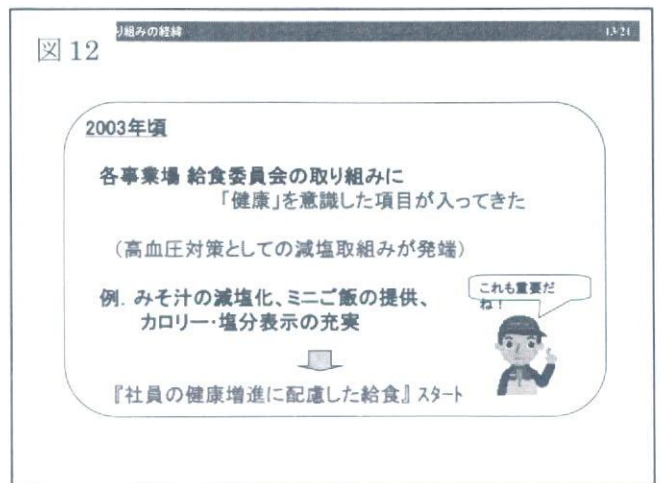 図 12
り組みの経緯
13/21
2003年頃
各事業場 給食委員会の取り組みに
「健康」を意識した項目が入ってきた
（高血圧対策としての減塩取組みが発端）
例. みそ汁の減塩化、ミニご飯の提供、
カロリー・塩分表示の充実
これも重要だ
ね！
『社員の健康増進に配慮した給食』スタート